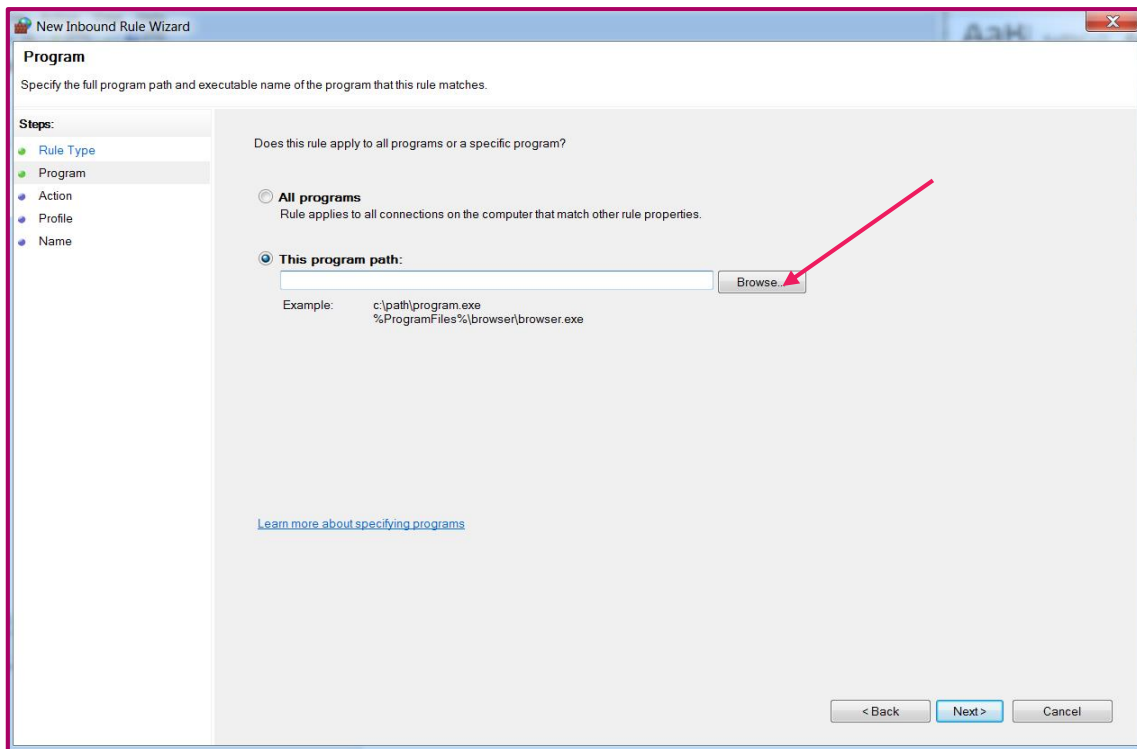 New Inbound Rule Wizard
Program
Specify the full program path and executable name of the program that this rule matches.
Steps:
Rule Type
Program
Action
Profile
Name
Does this rule apply to all programs or a specific program?
All programs
Rule applies to all connections on the computer that match other rule properties.
This program path:
Browse...
Example: c:\path\program.exe
%ProgramFiles%\browser\browser.exe
Learn more about specifying programs
< Back Next > Cancel